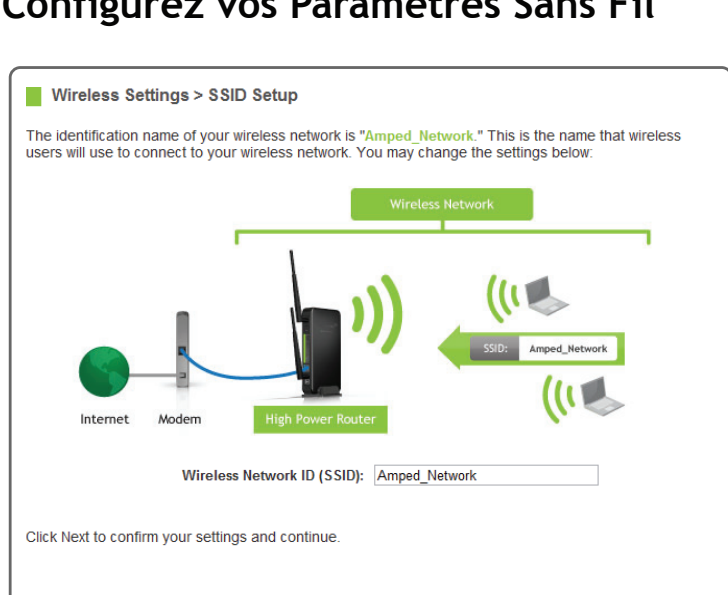 Configurez vos Paramètres Sans Fil
Wireless Settings > SSID Setup
The identification name of your wireless network is "Amped_Network." This is the name that wireless
users will use to connect to your wireless network. You may change the settings below:
Wireless Network
SSID: Amped_Network
Internet Modem High Power Router
Wireless Network ID (SSID): Amped_Network
Click Next to confirm your settings and continue.